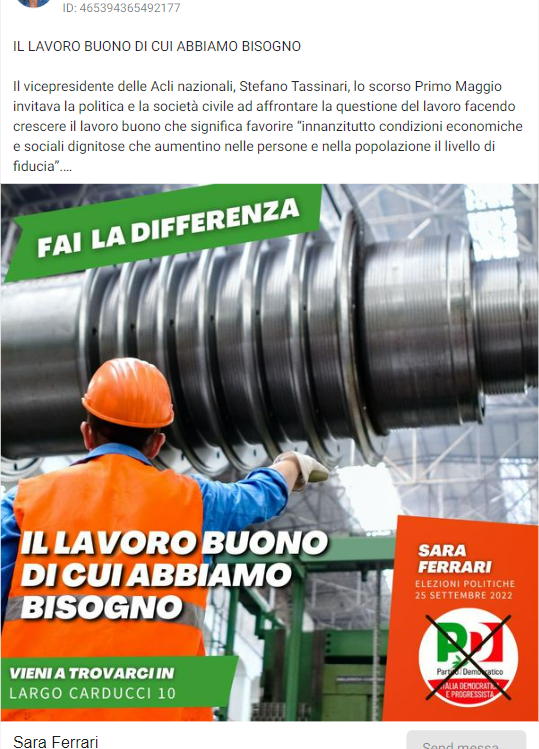 ID: 465394365492177
IL LAVORO BUONO DI CUI ABBIAMO BISOGNO
Il vicepresidente delle Acli nazionali, Stefano Tassinari, lo scorso Primo Maggio
invitava la politica e la società civile ad affrontare la questione del lavoro facendo
crescere il lavoro buono che significa favorire “innanzitutto condizioni economiche
e sociali dignitose che aumentino nelle persone e nella popolazione il livello di
fiducia”....
FAI LA DIFFERENZA
IL LAVORO BUONO
DI CUI ABBIAMO
BISOGNO
SARA
FERRARI
ELEZIONI POLITICHE
25 SETTEMBRE 2022
PD
Partito Democratico
ITALIA DEMOCRATICA
E PROGRESSISTA
VIENI A TROVARCI IN
LARGO CARDUCCI 10
Sara Ferrari
Send messa